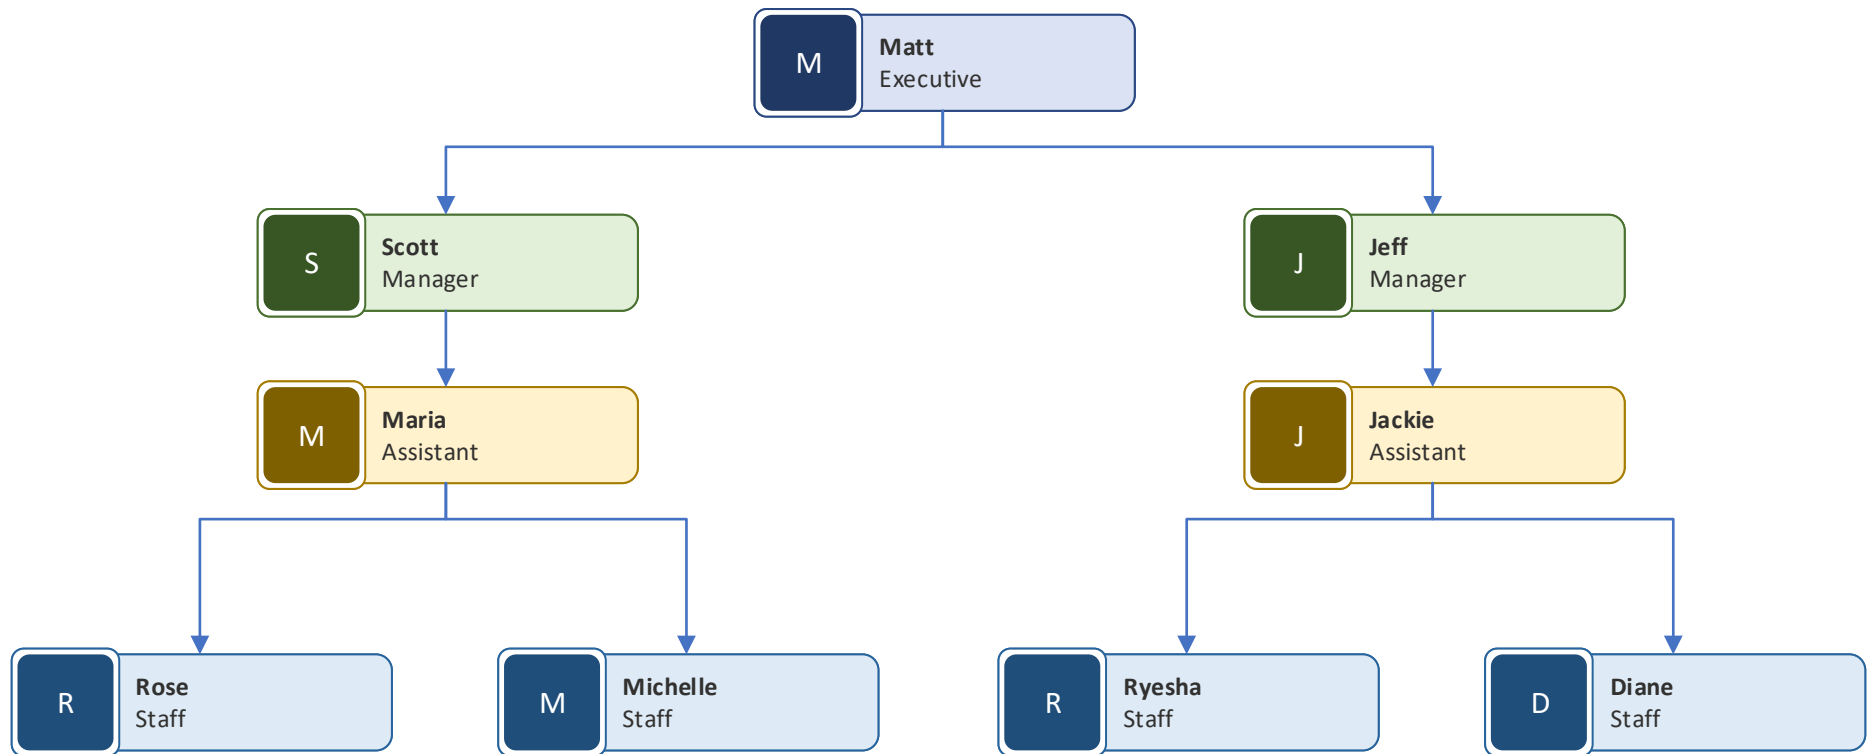 M
Matt
Executive
S
Scott
Manager
J
Jeff
Manager
M
Maria
Assistant
J
Jackie
Assistant
R
Rose
Staff
M
Michelle
Staff
R
Ryesha
Staff
D
Diane
Staff